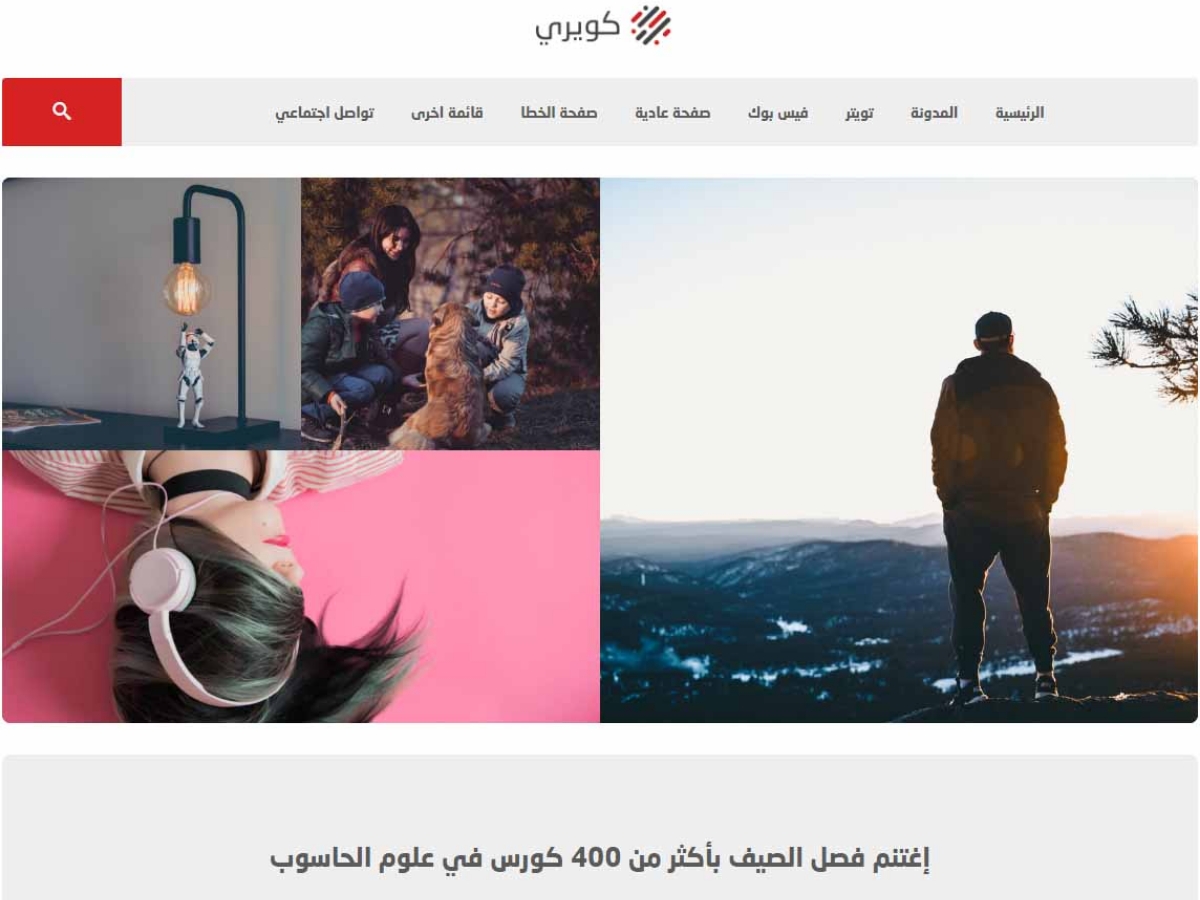 كويري
الرئيسية المدونة تويتر فيس بوك صفحة عادية صفحة الخطا قائمة اخرى تواصل اجتماعي
إغتنم فصل الصيف بأكثر من 400 كورس في علوم الحاسوب